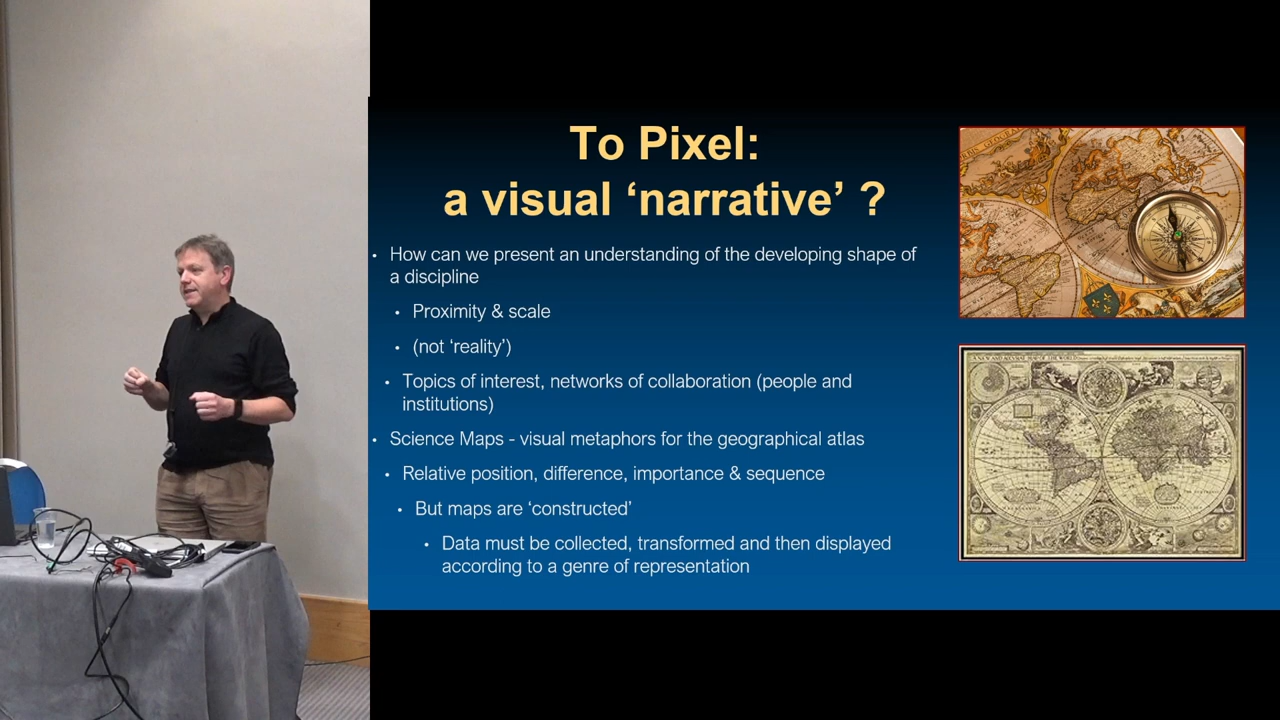 To Pixel:
a visual ‘narrative’ ?
• How can we present an understanding of the developing shape of
a discipline
• Proximity & scale
• (not ‘reality’)
• Topics of interest, networks of collaboration (people and
institutions)
• Science Maps - visual metaphors for the geographical atlas
• Relative position, difference, importance & sequence
• But maps are ‘constructed’
• Data must be collected, transformed and then displayed
according to a genre of representation